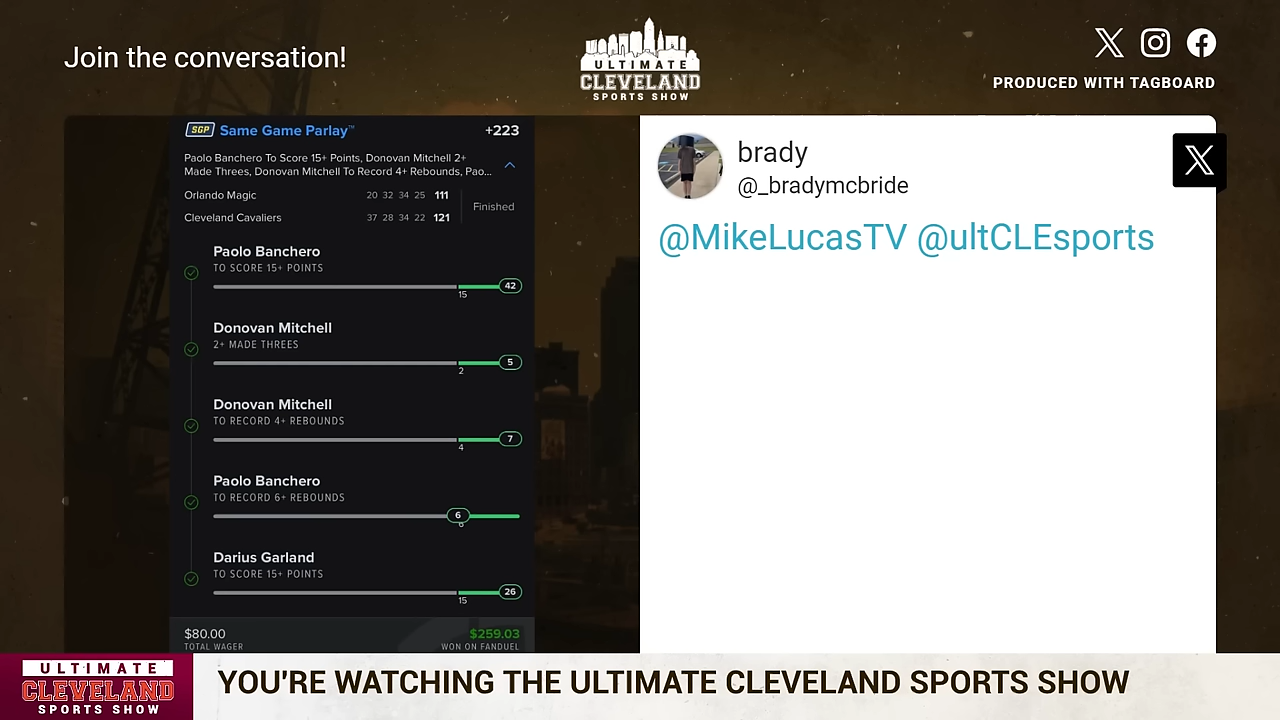 Join the conversation!
ULTIMATE
CLEVELAND
SPORTS SHOW
PRODUCED WITH TAGBOARD
SGP Same Game Parlay™ +223
Paolo Banchero To Score 15+ Points, Donovan Mitchell 2+
Made Threes, Donovan Mitchell To Record 4+ Rebounds, Pao...
Orlando Magic 20 32 34 25 111
Finished
Cleveland Cavaliers 37 28 34 22 121
Paolo Banchero
TO SCORE 15+ POINTS
42
15
Donovan Mitchell
2+ MADE THREES
5
2
Donovan Mitchell
TO RECORD 4+ REBOUNDS
7
4
Paolo Banchero
TO RECORD 6+ REBOUNDS
6
6
Darius Garland
TO SCORE 15+ POINTS
26
15
$80.00 $259.03
TOTAL WAGER WON ON FANDUEL
brady
@_bradymcbride
@MikeLucasTV @ultCLEsports
ULTIMATE
CLEVELAND
SPORTS SHOW
YOU'RE WATCHING THE ULTIMATE CLEVELAND SPORTS SHOW